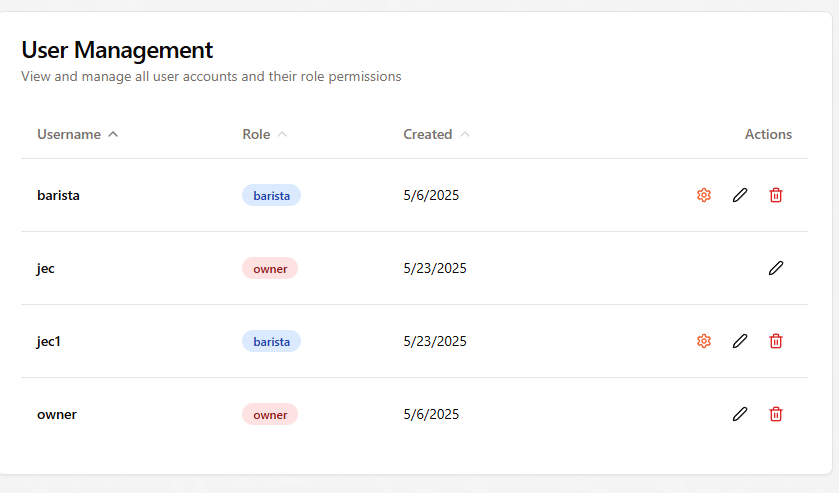 User Management
View and manage all user accounts and their role permissions
Username Role Created Actions
barista barista 5/6/2025
jec owner 5/23/2025
jec1 barista 5/23/2025
owner owner 5/6/2025